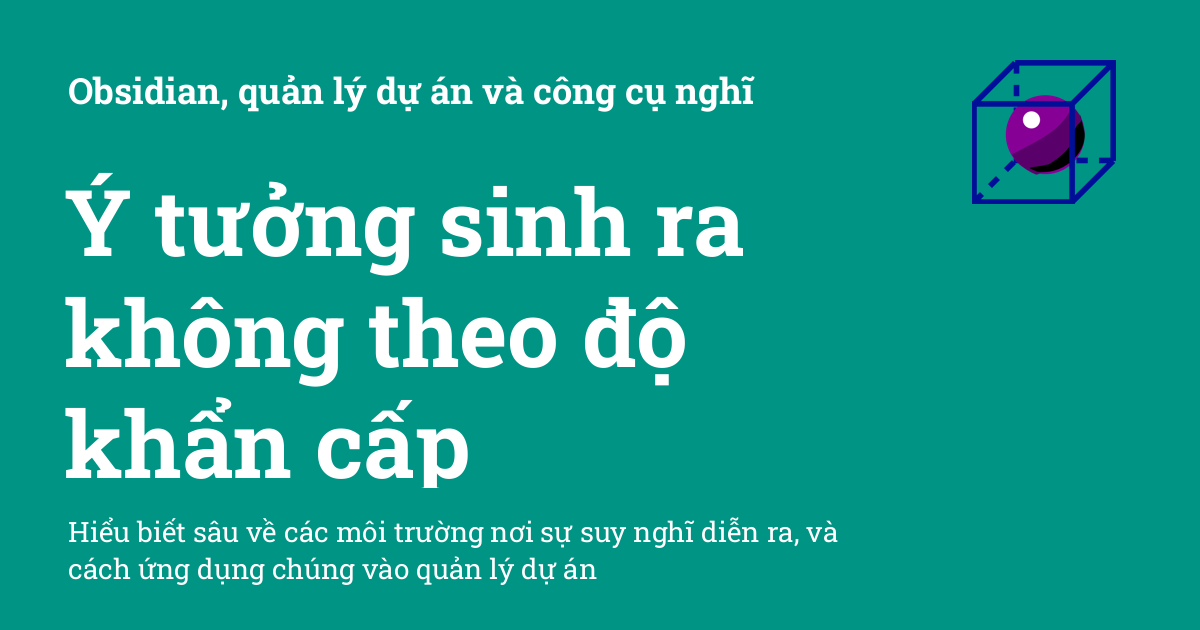 Obsidian, quản lý dự án và công cụ nghĩ
Ý tưởng sinh ra
không theo độ
khẩn cấp
Hiểu biết sâu về các môi trường nơi sự suy nghĩ diễn ra, và
cách ứng dụng chúng vào quản lý dự án